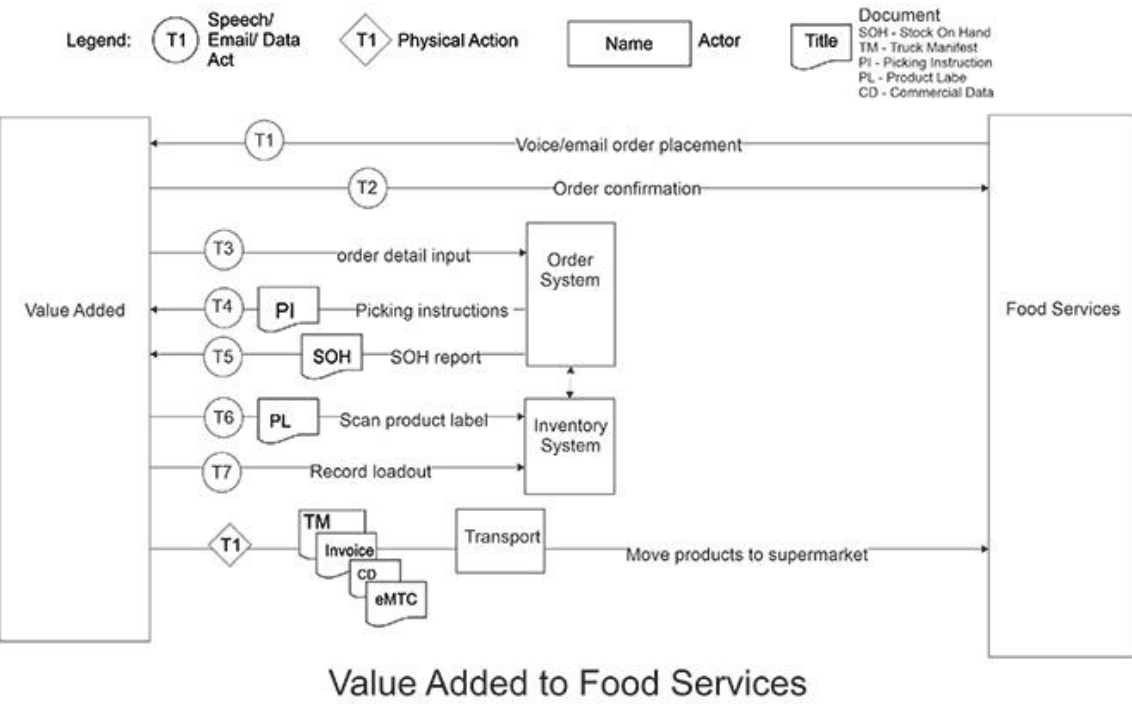 Legend:
T1
Speech/
Email/ Data
Act
T1
Physical Action
Name
Actor
Title
Document
SOH - Stock On Hand
TM - Truck Manifest
PI - Picking Instruction
PL - Product Labe
CD - Commercial Data
Value Added
Food Services
T1
Voice/email order placement
T2
Order confirmation
T3
order detail input
Order
System
T4
PI
Picking instructions
T5
SOH
SOH report
T6
PL
Scan product label
Inventory
System
T7
Record loadout
T1
TM
Invoice
CD
eMTC
Transport
Move products to supermarket
Value Added to Food Services